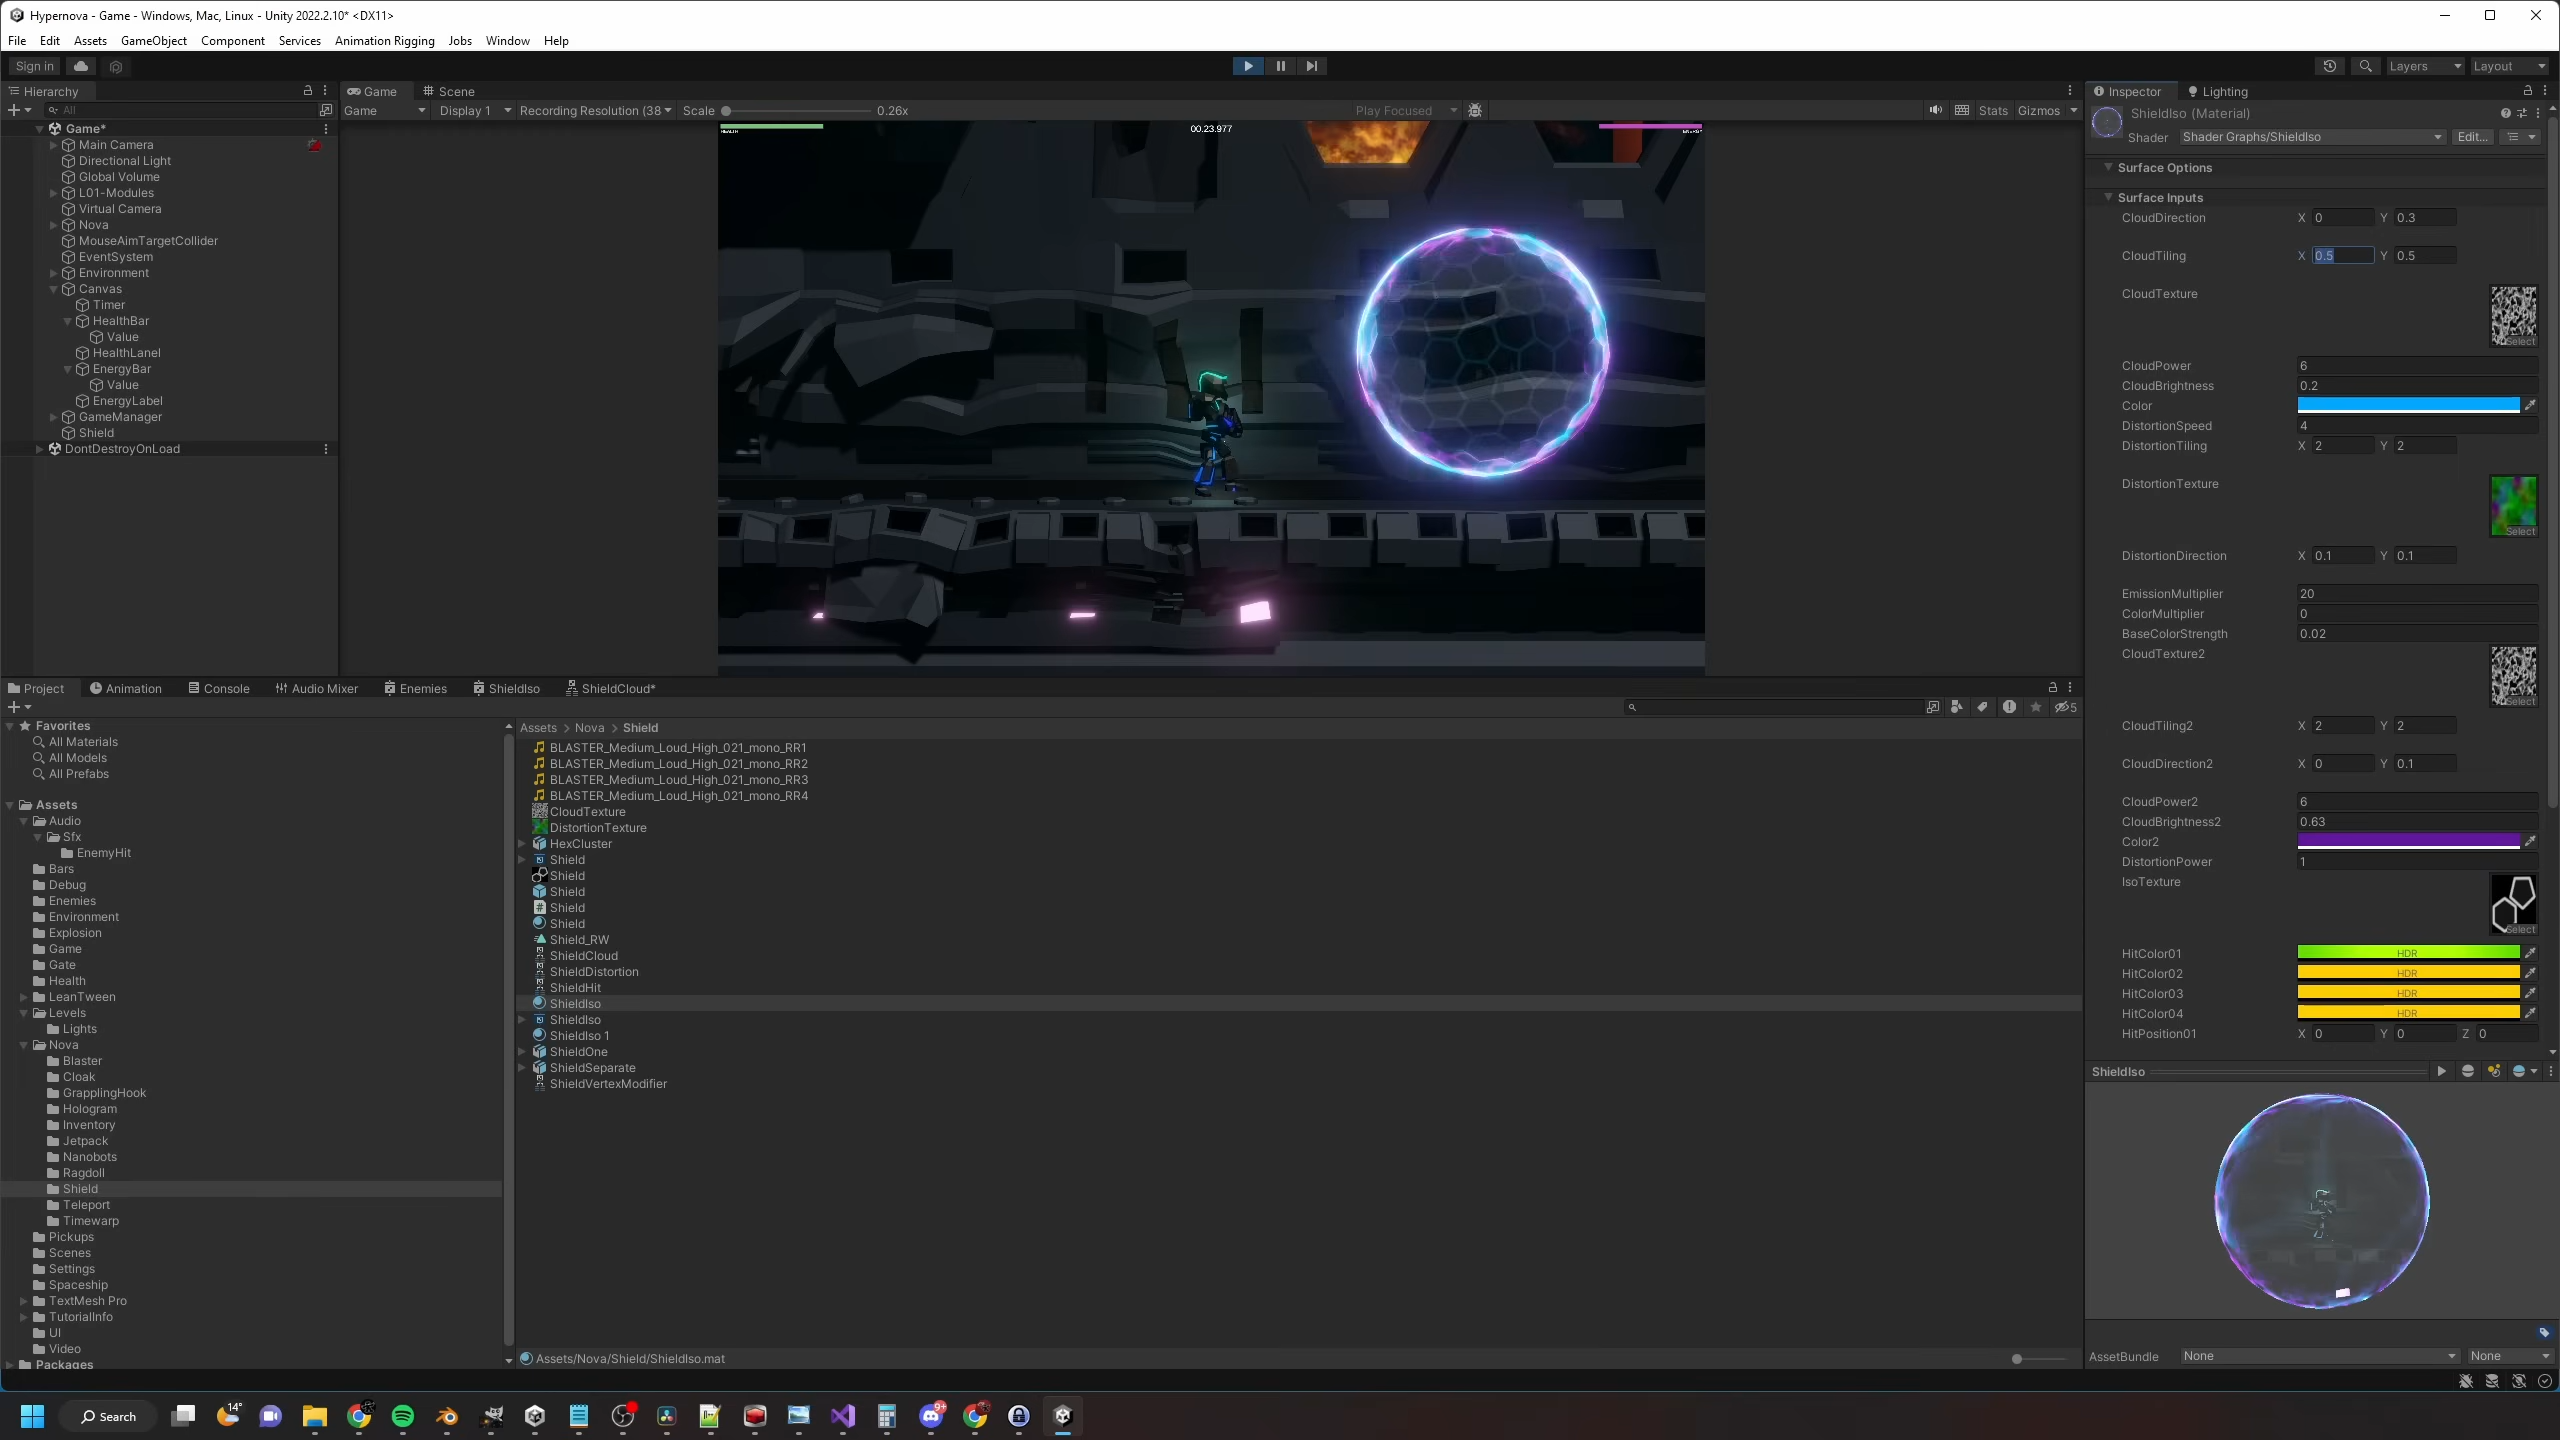 Hypernova - Game - Windows, Mac, Linux - Unity 2022.2.10* <DX11>
File Edit Assets GameObject Component Services Animation Rigging Jobs Window Help
Sign in
Layers Layout
Hierarchy
Game Scene
Inspector Lighting
All
Game Display 1 Recording Resolution (38 Scale 0.26x Play Focused Stats Gizmos
Game*
Main Camera
Directional Light
Global Volume
L01-Modules
Virtual Camera
Nova
MouseAimTargetCollider
EventSystem
Environment
Canvas
Timer
HealthBar
Value
HealthLanel
EnergyBar
Value
EnergyLabel
GameManager
Shield
DontDestroyOnLoad
HEALTH
00.23.977
ENERGY
ShieldIso (Material)
Shader Shader Graphs/ShieldIso Edit...
Surface Options
Surface Inputs
CloudDirection X 0 Y 0.3
CloudTiling X 0.5 Y 0.5
CloudTexture
Select
CloudPower 6
CloudBrightness 0.2
Color
DistortionSpeed 4
DistortionTiling X 2 Y 2
DistortionTexture
Select
DistortionDirection X 0.1 Y 0.1
EmissionMultiplier 20
ColorMultiplier 0
BaseColorStrength 0.02
CloudTexture2
Select
CloudTiling2 X 2 Y 2
CloudDirection2 X 0 Y 0.1
CloudPower2 6
CloudBrightness2 0.63
Color2
DistortionPower 1
IsoTexture
Select
HitColor01 HDR
HitColor02 HDR
HitColor03 HDR
HitColor04 HDR
HitPosition01 X 0 Y 0 Z 0
ShieldIso
AssetBundle None None
Project Animation Console Audio Mixer Enemies ShieldIso ShieldCloud*
5
Favorites
All Materials
All Models
All Prefabs
Assets
Audio
Sfx
EnemyHit
Bars
Debug
Enemies
Environment
Explosion
Game
Gate
Health
LeanTween
Levels
Lights
Nova
Blaster
Cloak
GrapplingHook
Hologram
Inventory
Jetpack
Nanobots
Ragdoll
Shield
Teleport
Timewarp
Pickups
Scenes
Settings
Spaceship
TextMesh Pro
TutorialInfo
UI
Video
Packages
Assets > Nova > Shield
BLASTER_Medium_Loud_High_021_mono_RR1
BLASTER_Medium_Loud_High_021_mono_RR2
BLASTER_Medium_Loud_High_021_mono_RR3
BLASTER_Medium_Loud_High_021_mono_RR4
CloudTexture
DistortionTexture
HexCluster
Shield
Shield
Shield
Shield
Shield
Shield_RW
ShieldCloud
ShieldDistortion
ShieldHit
ShieldIso
ShieldIso
ShieldIso 1
ShieldOne
ShieldSeparate
ShieldVertexModifier
Assets/Nova/Shield/ShieldIso.mat
Search
14°
9+